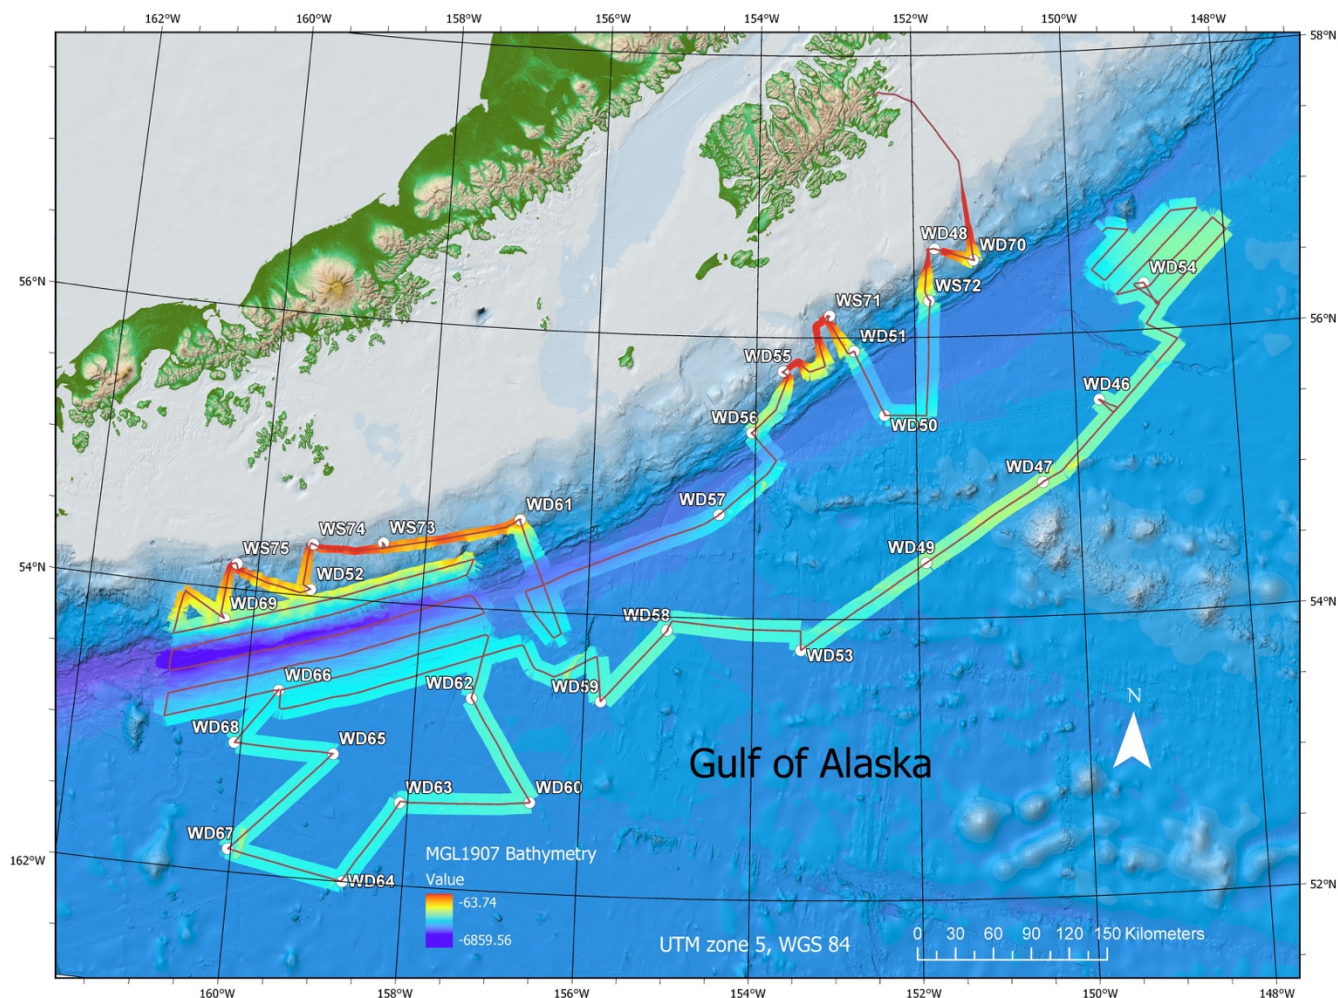 162°W 160°W 158°W 156°W 154°W 152°W 150°W 148°W
58°N
WD48
WD70
WD54
56°N
WS72
WS71
56°N
WD51
WD55
WD46
WD56
WD50
WD47
WD57
WD61
WS74
WS73
WS75
WD49
54°N
WD52
WD69
54°N
WD58
WD53
WD66
WD62
WD59
N
WD68
WD65
Gulf of Alaska
WD63
WD60
WD67
MGL1907 Bathymetry
162°W
Value
WD64
52°N
-63.74
-6859.56
UTM zone 5, WGS 84
0 30 60 90 120 150 Kilometers
160°W 158°W 156°W 154°W 152°W 150°W 148°W